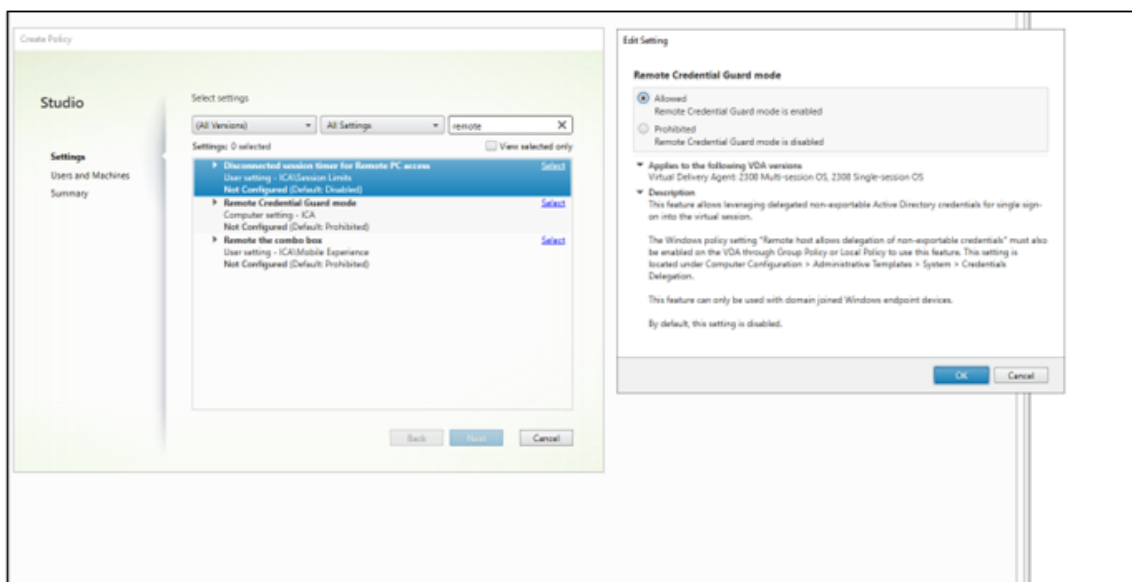 Create Policy
Studio
Settings
Users and Machines
Summary
Select settings
(All Versions)
All Settings
remote
Settings: 0 selected
View selected only
Disconnected session timer for Remote PC access
Select
User setting - ICA\Session Limits
Not Configured (Default: Disabled)
Remote Credential Guard mode
Select
Computer setting - ICA
Not Configured (Default: Prohibited)
Remote the combo box
Select
User setting - ICA\Mobile Experience
Not Configured (Default: Prohibited)
Back
Next
Cancel
Edit Setting
Remote Credential Guard mode
Allowed
Remote Credential Guard mode is enabled
Prohibited
Remote Credential Guard mode is disabled
Applies to the following VDA versions
Virtual Delivery Agent: 2308 Multi-session OS, 2308 Single-session OS
Description
This feature allows leveraging delegated non-exportable Active Directory credentials for single sign-
on into the virtual session.
The Windows policy setting "Remote host allows delegation of non-exportable credentials" must also
be enabled on the VDA through Group Policy or Local Policy to use this feature. This setting is
located under Computer Configuration > Administrative Templates > System > Credentials
Delegation.
This feature can only be used with domain joined Windows endpoint devices.
By default, this setting is disabled.
OK
Cancel